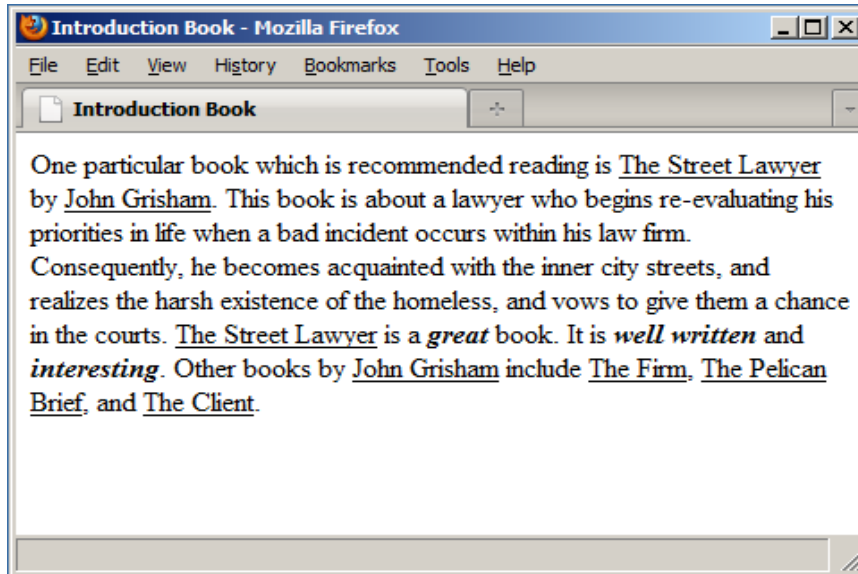 Introduction Book - Mozilla Firefox
File Edit View History Bookmarks Tools Help
Introduction Book
One particular book which is recommended reading is The Street Lawyer
by John Grisham. This book is about a lawyer who begins re-evaluating his
priorities in life when a bad incident occurs within his law firm.
Consequently, he becomes acquainted with the inner city streets, and
realizes the harsh existence of the homeless, and vows to give them a chance
in the courts. The Street Lawyer is a great book. It is well written and
interesting. Other books by John Grisham include The Firm, The Pelican
Brief, and The Client.